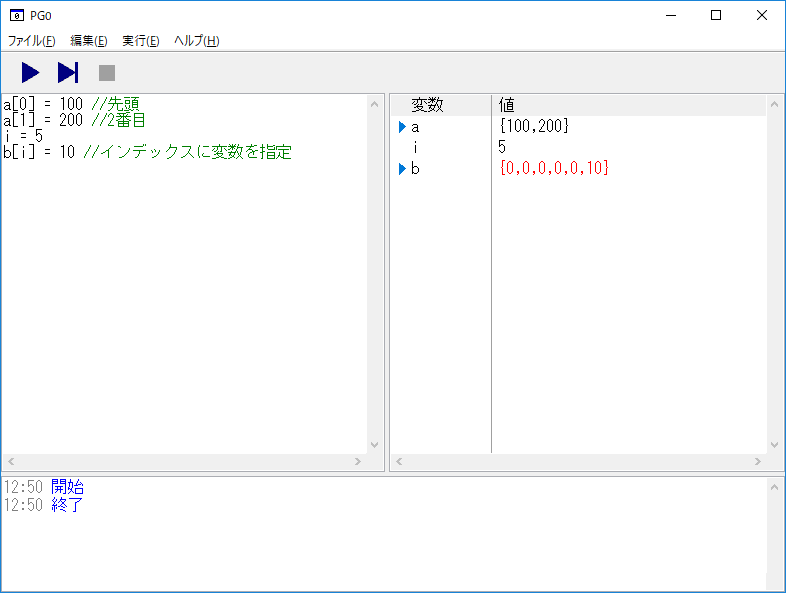 PG0
ファイル(F) 編集(E) 実行(E) ヘルプ(H)
a[0] = 100 //先頭
a[1] = 200 //2番目
i = 5
b[i] = 10 //インデックスに変数を指定
変数 値
a {100,200}
i 5
b {0,0,0,0,0,10}
12:50 開始
12:50 終了